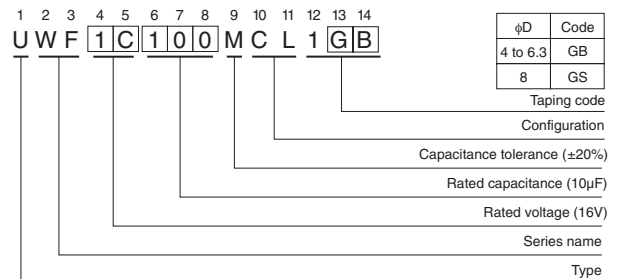 1 2 3 4 5 6 7 8 9 10 11 12 13 14
U W F 1 C 1 0 0 M C L 1 G B
φD Code
4 to 6.3 GB
8 GS
Taping code
Configuration
Capacitance tolerance (±20%)
Rated capacitance (10µF)
Rated voltage (16V)
Series name
Type